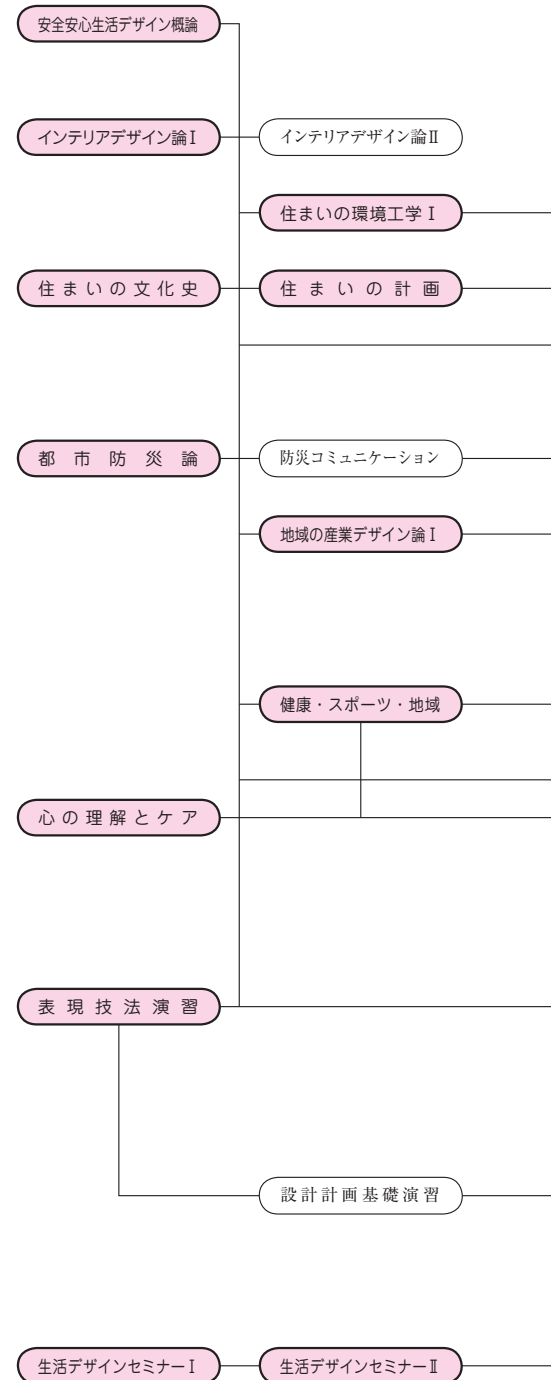 安全安心生活デザイン概論
インテリアデザイン論Ⅰ
インテリアデザイン論Ⅱ
住まいの環境工学Ⅰ
住まいの文化史
住まいの計画
都市防災論
防災コミュニケーション
地域の産業デザイン論Ⅰ
健康・スポーツ・地域
心の理解とケア
表現技法演習
設計計画基礎演習
生活デザインセミナーⅠ
生活デザインセミナーⅡ